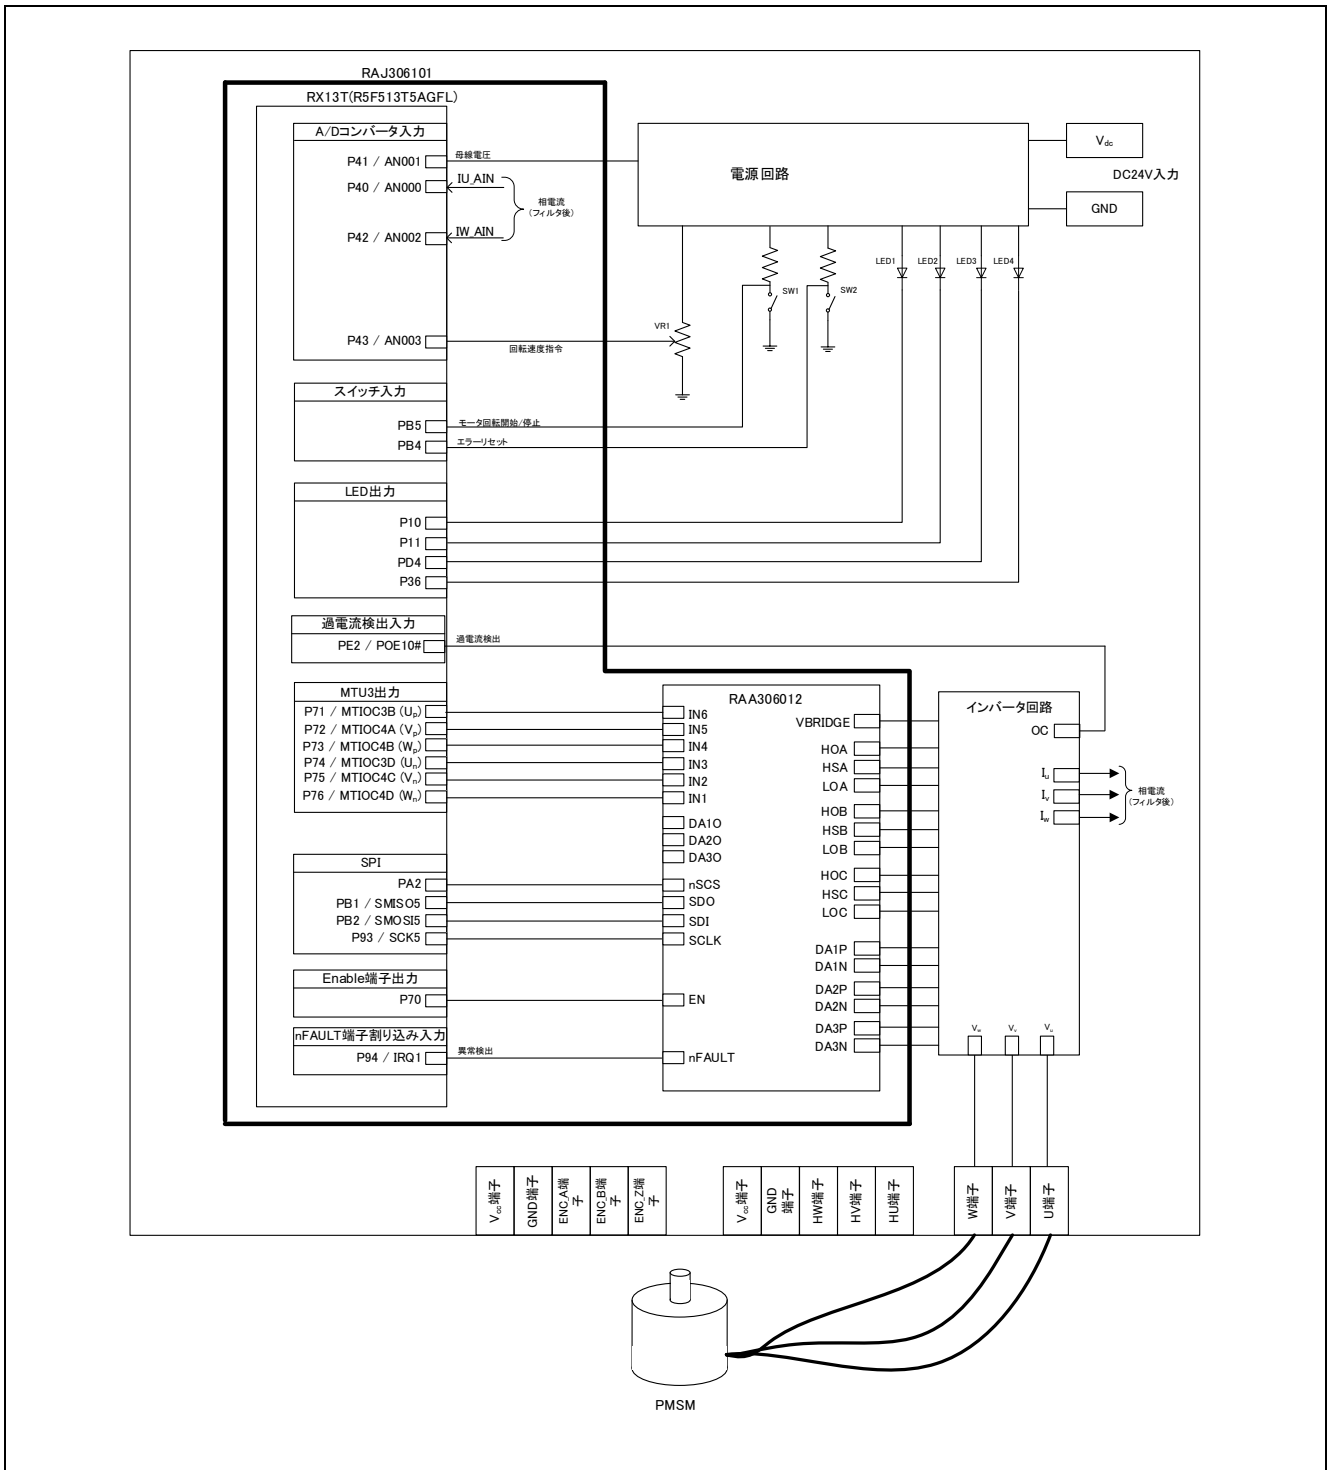 RAJ306101
RX13T(R5F513T5AGFL)
A/Dコンバータ入力
P41 / AN001
母線電圧
P40 / AN000
IU_AIN
相電流
(フィルタ後)
P42 / AN002
IW_AIN
P43 / AN003
回転速度指令
電源回路
Vdc
DC24V入力
GND
LED1
LED2
LED3
LED4
SW1
SW2
VR1
スイッチ入力
PB5
モータ回転開始/停止
PB4
エラーリセット
LED出力
P10
P11
PD4
P36
過電流検出入力
PE2 / POE10#
過電流検出
MTU3出力
P71 / MTIOC3B (Up)
P72 / MTIOC4A (Vp)
P73 / MTIOC4B (Wp)
P74 / MTIOC3D (Un)
P75 / MTIOC4C (Vn)
P76 / MTIOC4D (Wn)
SPI
PA2
PB1 / SMISO5
PB2 / SMOSI5
P93 / SCK5
Enable端子出力
P70
nFAULT端子割り込み入力
P94 / IRQ1
異常検出
RAA306012
IN6
IN5
IN4
IN3
IN2
IN1
DA1O
DA2O
DA3O
nSCS
SDO
SDI
SCLK
EN
nFAULT
VBRIDGE
HOA
HSA
LOA
HOB
HSB
LOB
HOC
HSC
LOC
DA1P
DA1N
DA2P
DA2N
DA3P
DA3N
インバータ回路
OC
Iu
Iv
Iw
相電流
(フィルタ後)
Vw
Vv
Vu
Vcc端子
GND端子
ENC_A端子
ENC_B端子
ENC_Z端子
Vcc端子
GND端子
HW端子
HV端子
HU端子
W端子
V端子
U端子
PMSM